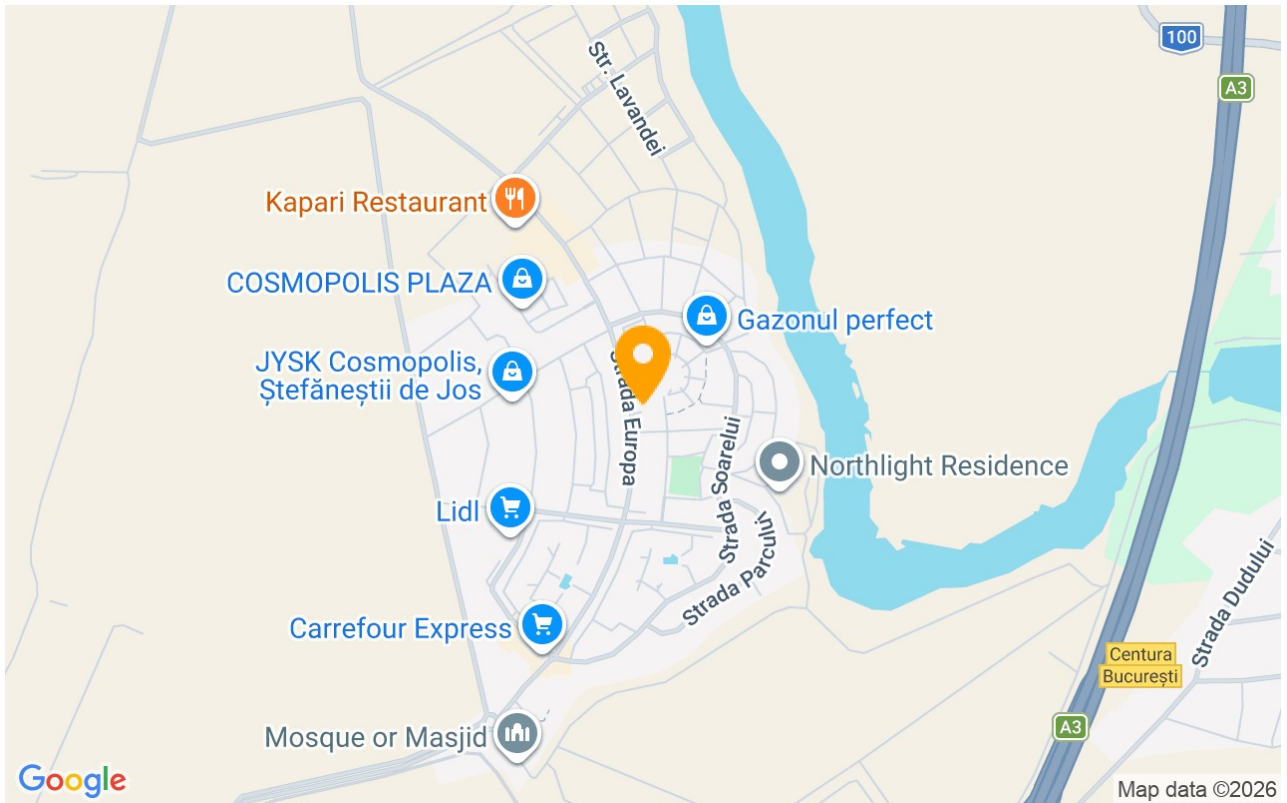 100
A3
Str. Lavandei
Kapari Restaurant
COSMOPOLIS PLAZA
Gazonul perfect
JYSK Cosmopolis,
Ștefăneștii de Jos
Strada Europa
Strada Soarelui
Northlight Residence
Lidl
Strada Parcului
Strada Dudului
Carrefour Express
Centura
București
A3
Mosque or Masjid
Google
Map data ©2026